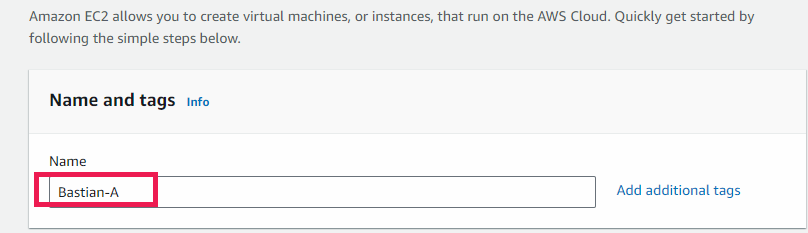 Amazon EC2 allows you to create virtual machines, or instances, that run on the AWS Cloud. Quickly get started by
following the simple steps below.
Name and tags Info
Name
Bastian-A
Add additional tags